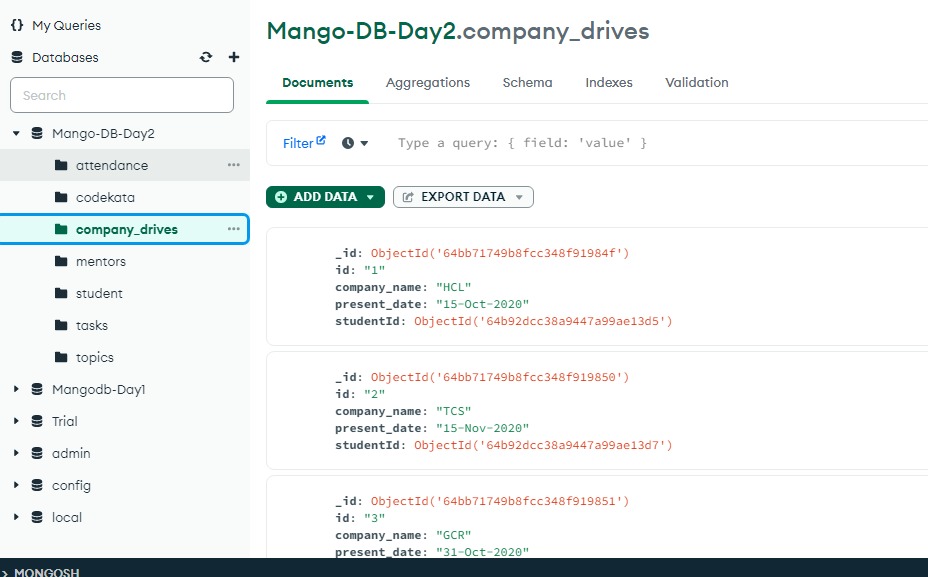 {} My Queries
Databases
Search
Mango-DB-Day2
attendance
codekata
company_drives
mentors
student
tasks
topics
Mangodb-Day1
Trial
admin
config
local
Mango-DB-Day2.company_drives
Documents Aggregations Schema Indexes Validation
Filter Type a query: { field: 'value' }
ADD DATA EXPORT DATA
_id: ObjectId('64bb71749b8fcc348f91984f')
id: "1"
company_name: "HCL"
present_date: "15-Oct-2020"
studentId: ObjectId('64b92dcc38a9447a99ae13d5')
_id: ObjectId('64bb71749b8fcc348f919850')
id: "2"
company_name: "TCS"
present_date: "15-Nov-2020"
studentId: ObjectId('64b92dcc38a9447a99ae13d7')
_id: ObjectId('64bb71749b8fcc348f919851')
id: "3"
company_name: "GCR"
present_date: "31-Oct-2020"
>MONGOSH